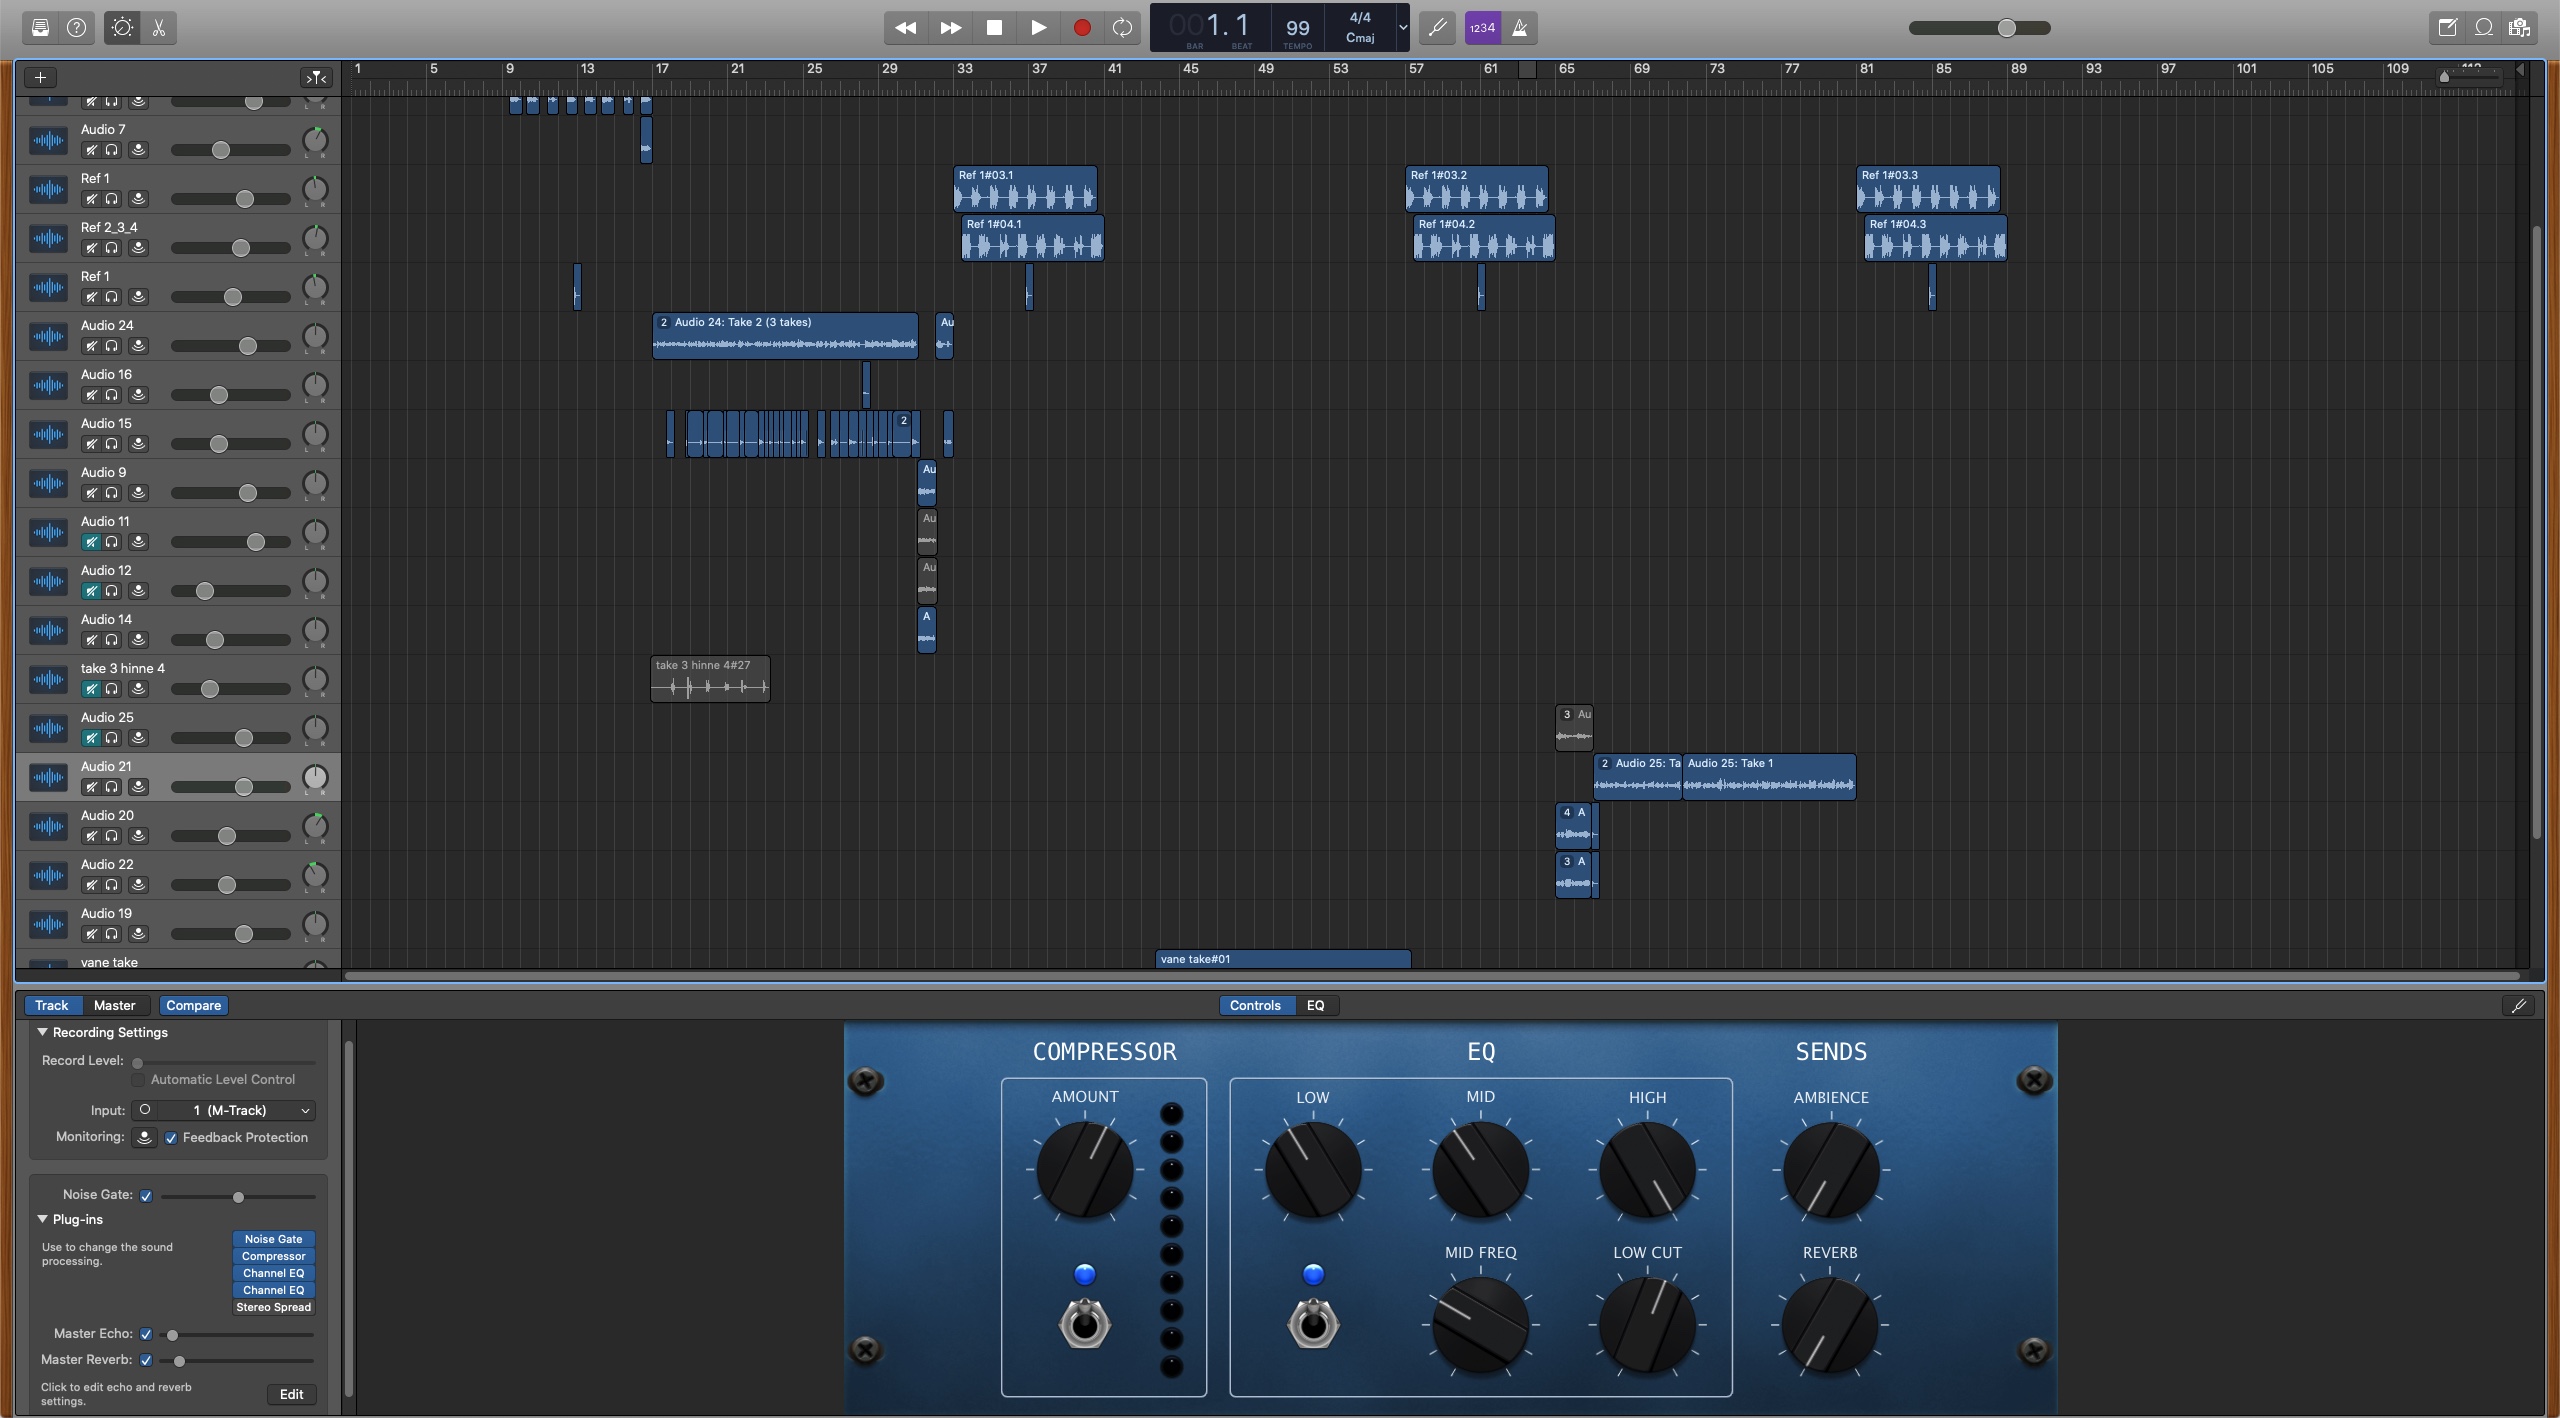 001.1
BAR BEAT
99
TEMPO
4/4
Cmaj
1234
1 5 9 13 17 21 25 29 33 37 41 45 49 53 57 61 65 69 73 77 81 85 89 93 97 101 105 109
L R
Audio 7
L R
Ref 1
L R
Ref 1#03.1
Ref 1#03.2
Ref 1#03.3
Ref 2_3_4
L R
Ref 1#04.1
Ref 1#04.2
Ref 1#04.3
Ref 1
L R
Audio 24
L R
2 Audio 24: Take 2 (3 takes)
Au
Audio 16
L R
Audio 15
L R
2
Audio 9
L R
Au
Audio 11
L R
Au
Audio 12
L R
Au
Audio 14
L R
A
take 3 hinne 4
L R
take 3 hinne 4#27
Audio 25
L R
3 Au
Audio 21
L R
2 Audio 25: Ta
Audio 25: Take 1
Audio 20
L R
4 A
Audio 22
L R
3 A
Audio 19
L R
vane take
vane take#01
Track Master Compare
Controls EQ
Recording Settings
Record Level:
Automatic Level Control
Input: 1 (M-Track)
Monitoring: Feedback Protection
Noise Gate:
Plug-ins
Use to change the sound
processing.
Noise Gate
Compressor
Channel EQ
Channel EQ
Stereo Spread
Master Echo:
Master Reverb:
Click to edit echo and reverb
settings.
Edit
COMPRESSOR
AMOUNT
EQ
LOW
MID
HIGH
MID FREQ
LOW CUT
SENDS
AMBIENCE
REVERB